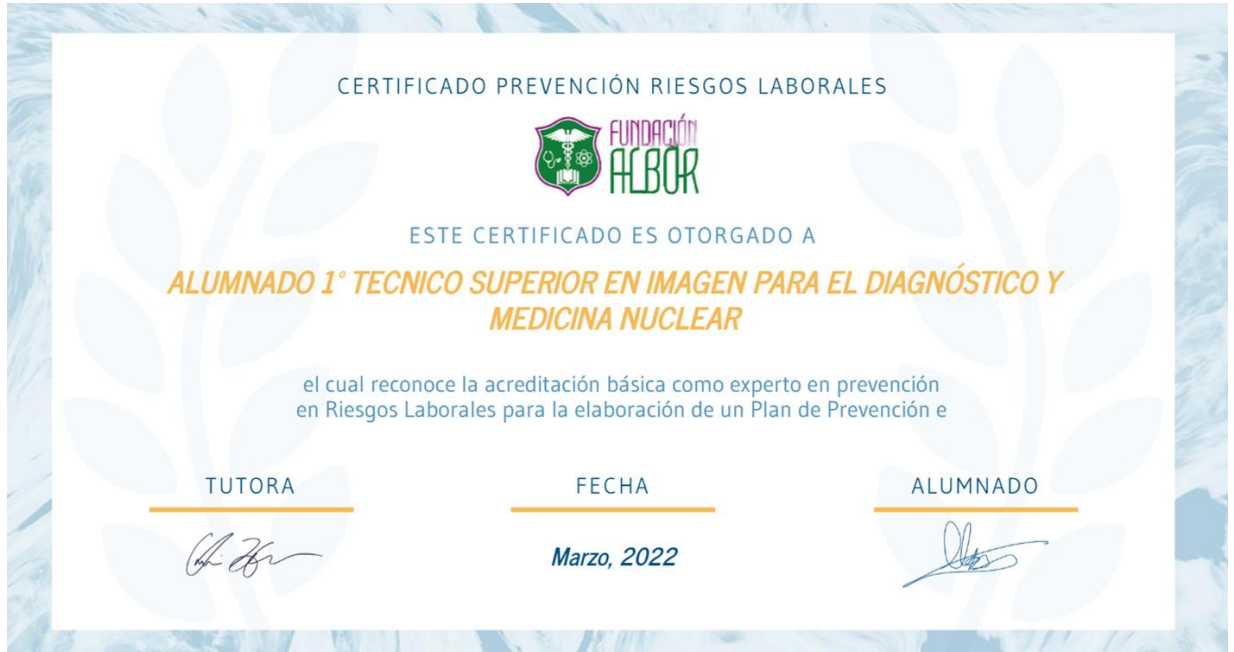 CERTIFICADO PREVENCIÓN RIESGOS LABORALES
FUNDACIÓN
ALBOR
ESTE CERTIFICADO ES OTORGADO A
ALUMNADO 1° TECNICO SUPERIOR EN IMAGEN PARA EL DIAGNÓSTICO Y
MEDICINA NUCLEAR
el cual reconoce la acreditación básica como experto en prevención
en Riesgos Laborales para la elaboración de un Plan de Prevención e
TUTORA
FECHA
ALUMNADO
Marzo, 2022